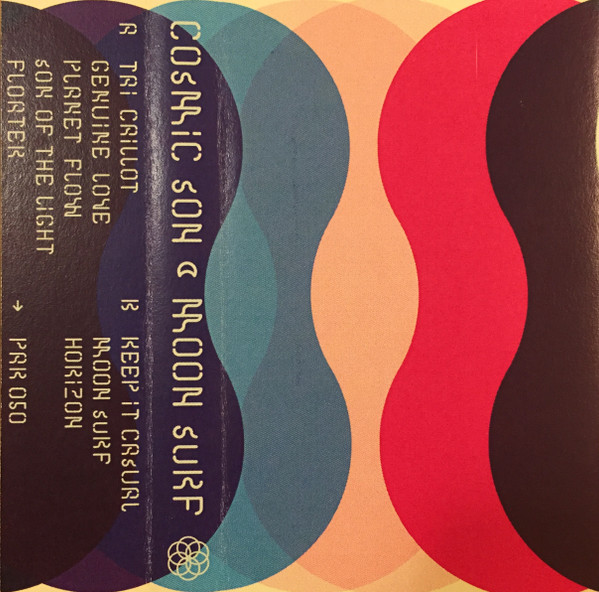 COSMIC SON MOON SURF
A TAI CAILLOT
GENUINE LOVE
PLANET FLOW
SON OF THE LIGHT
FLOATER
B KEEP IT CASUAL
MOON SURF
HORIZON
→ PAR 050